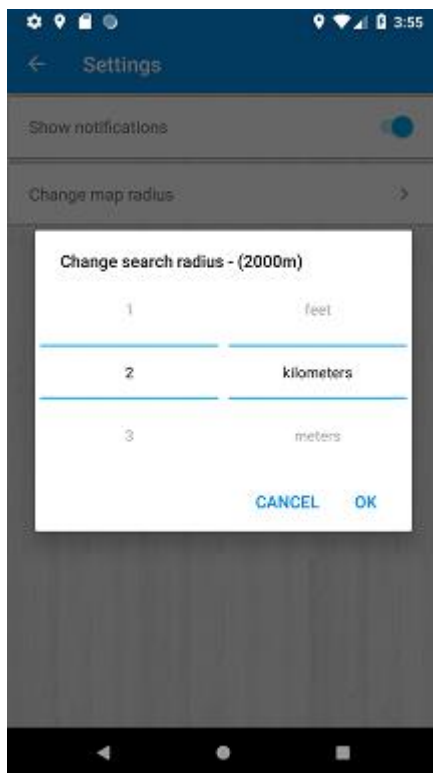 3:55
Settings
Show notifications
Change map radius
Change search radius - (2000m)
1 feet
2 kilometers
3 meters
CANCEL OK